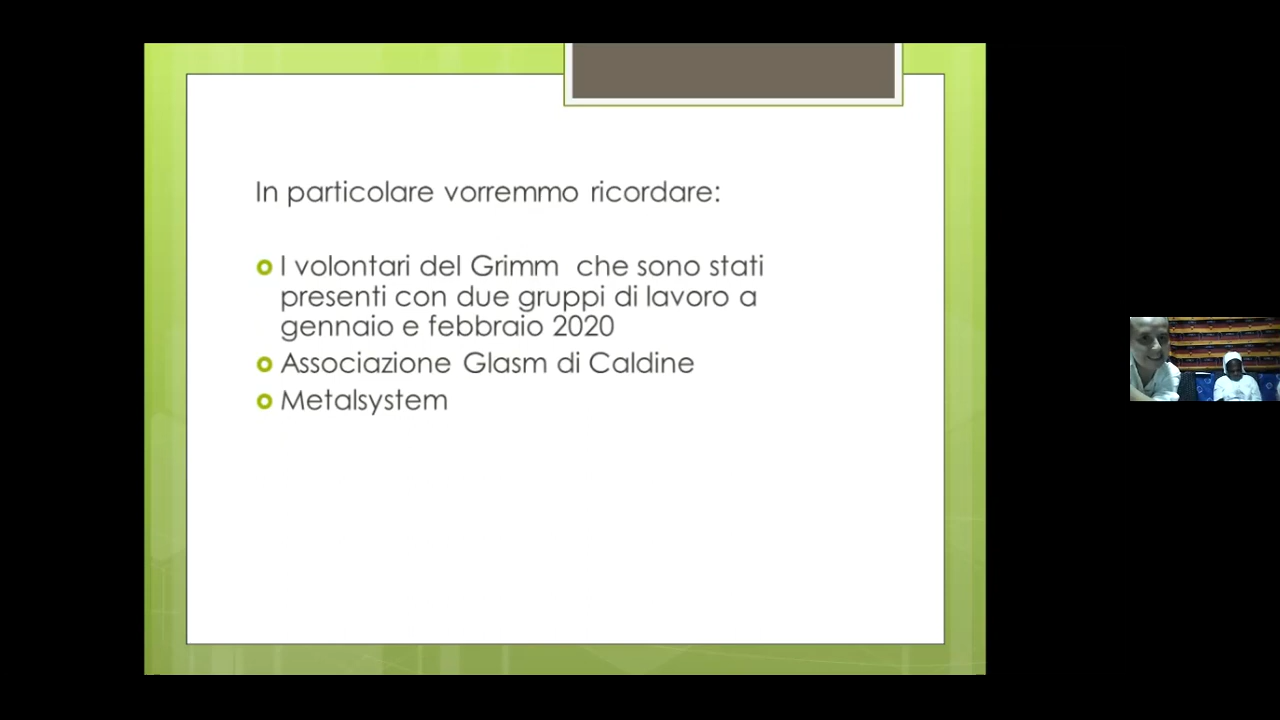 In particolare vorremmo ricordare:
I volontari del Grimm che sono stati
presenti con due gruppi di lavoro a
gennaio e febbraio 2020
Associazione Glasm di Caldine
Metalsystem